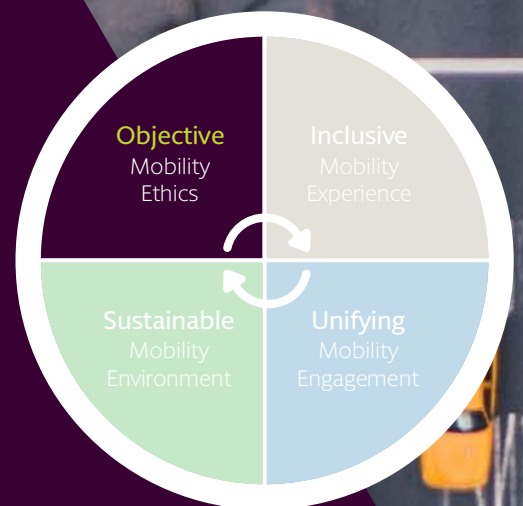 Objective
Mobility
Ethics
Inclusive
Mobility
Experience
Sustainable
Mobility
Environment
Unifying
Mobility
Engagement